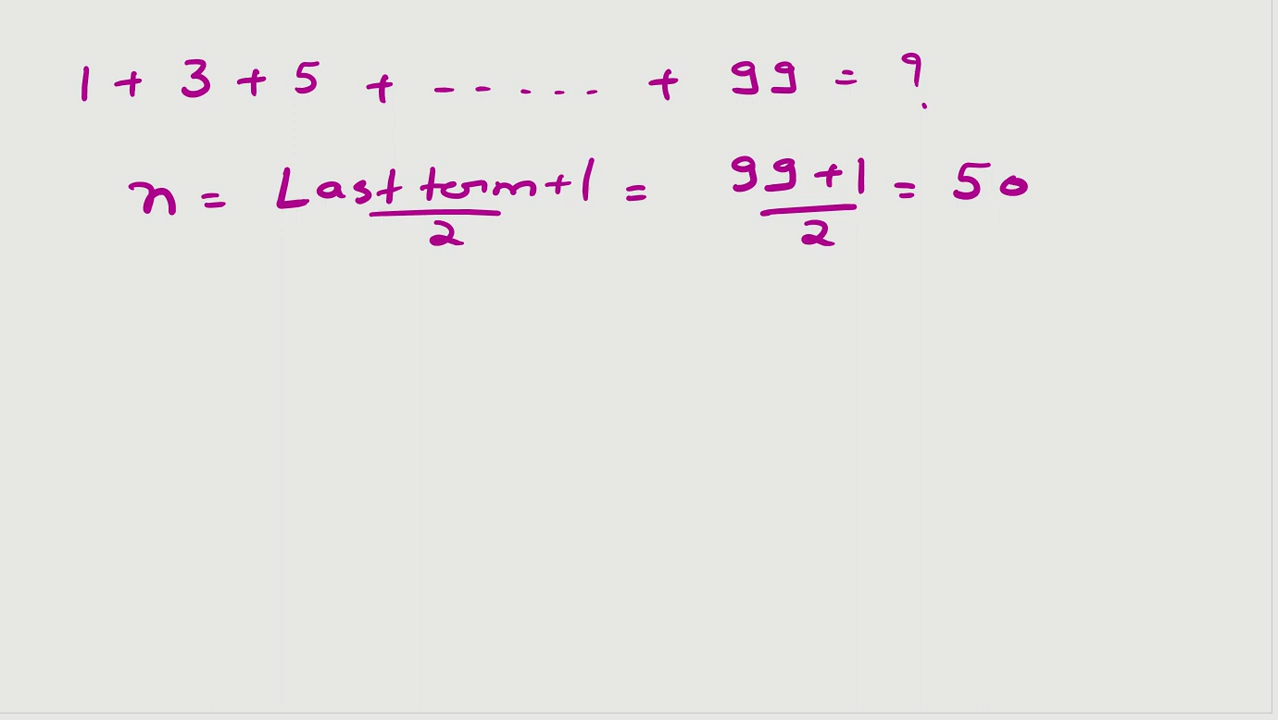 1 + 3 + 5 + - - - - - + 99 = ?
n = Last term+1 / 2 = 99+1 / 2 = 50